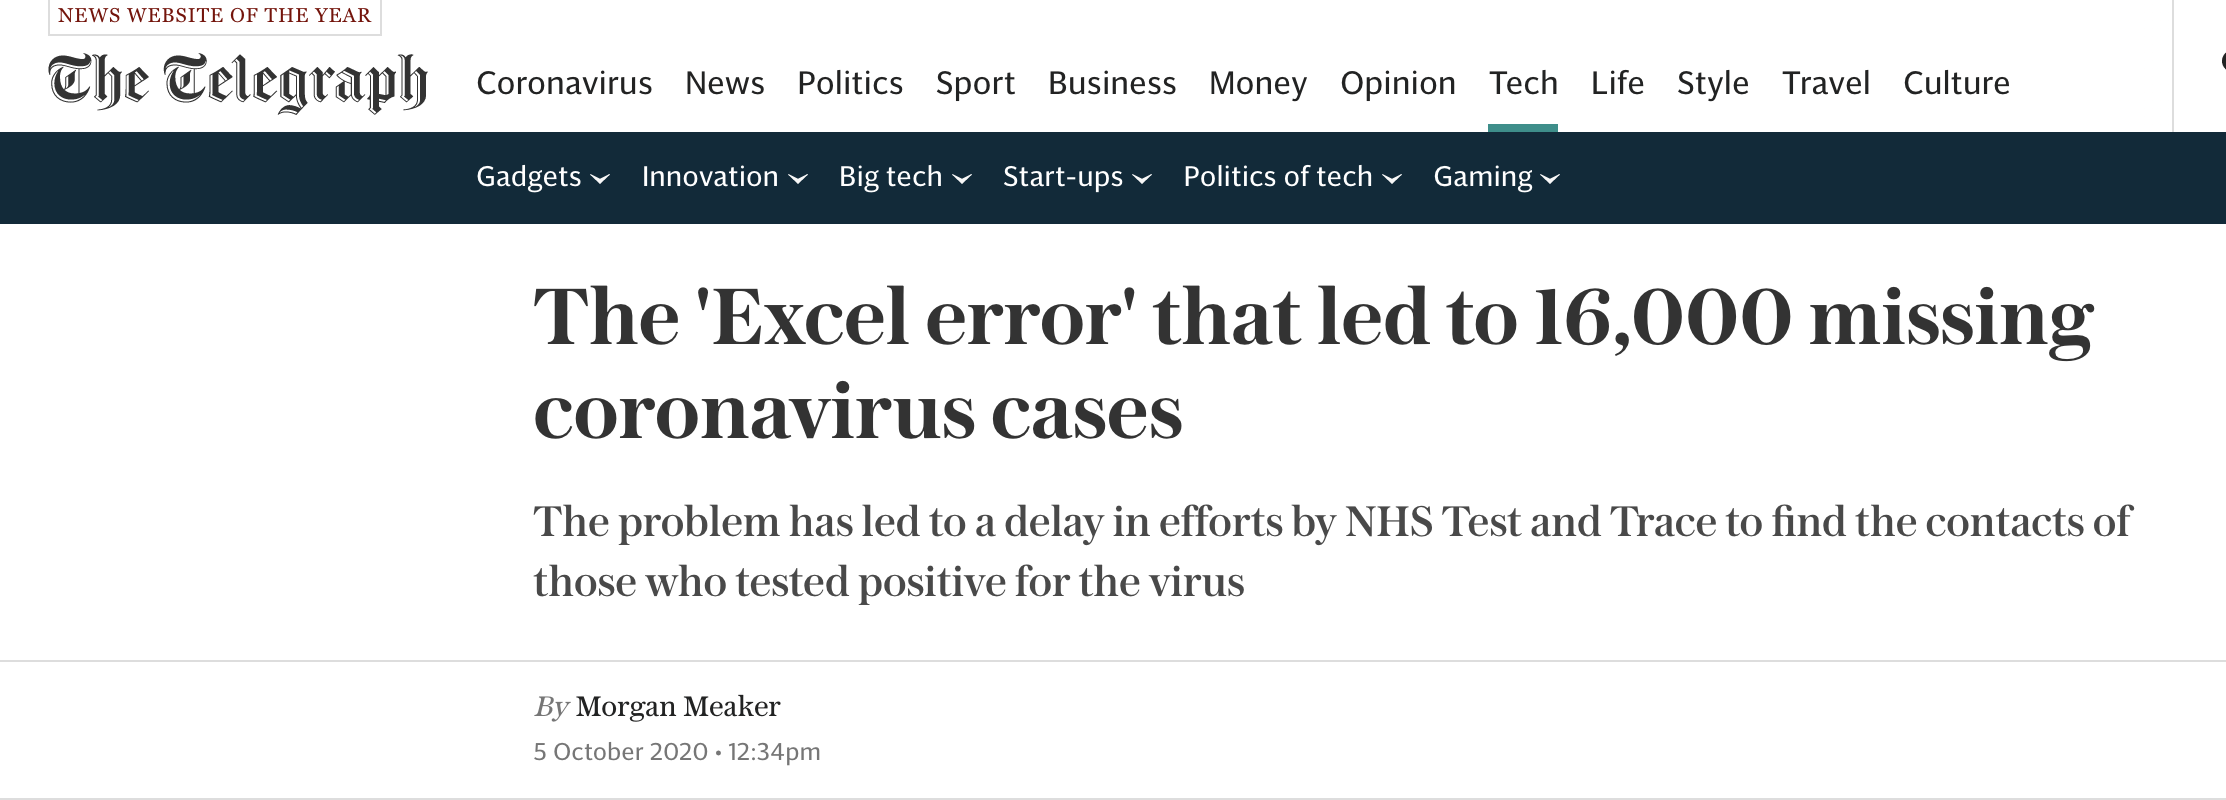 NEWS WEBSITE OF THE YEAR
The Telegraph
Coronavirus News Politics Sport Business Money Opinion Tech Life Style Travel Culture
Gadgets Innovation Big tech Start-ups Politics of tech Gaming
The 'Excel error' that led to 16,000 missing
coronavirus cases
The problem has led to a delay in efforts by NHS Test and Trace to find the contacts of
those who tested positive for the virus
By Morgan Meaker
5 October 2020 • 12:34pm